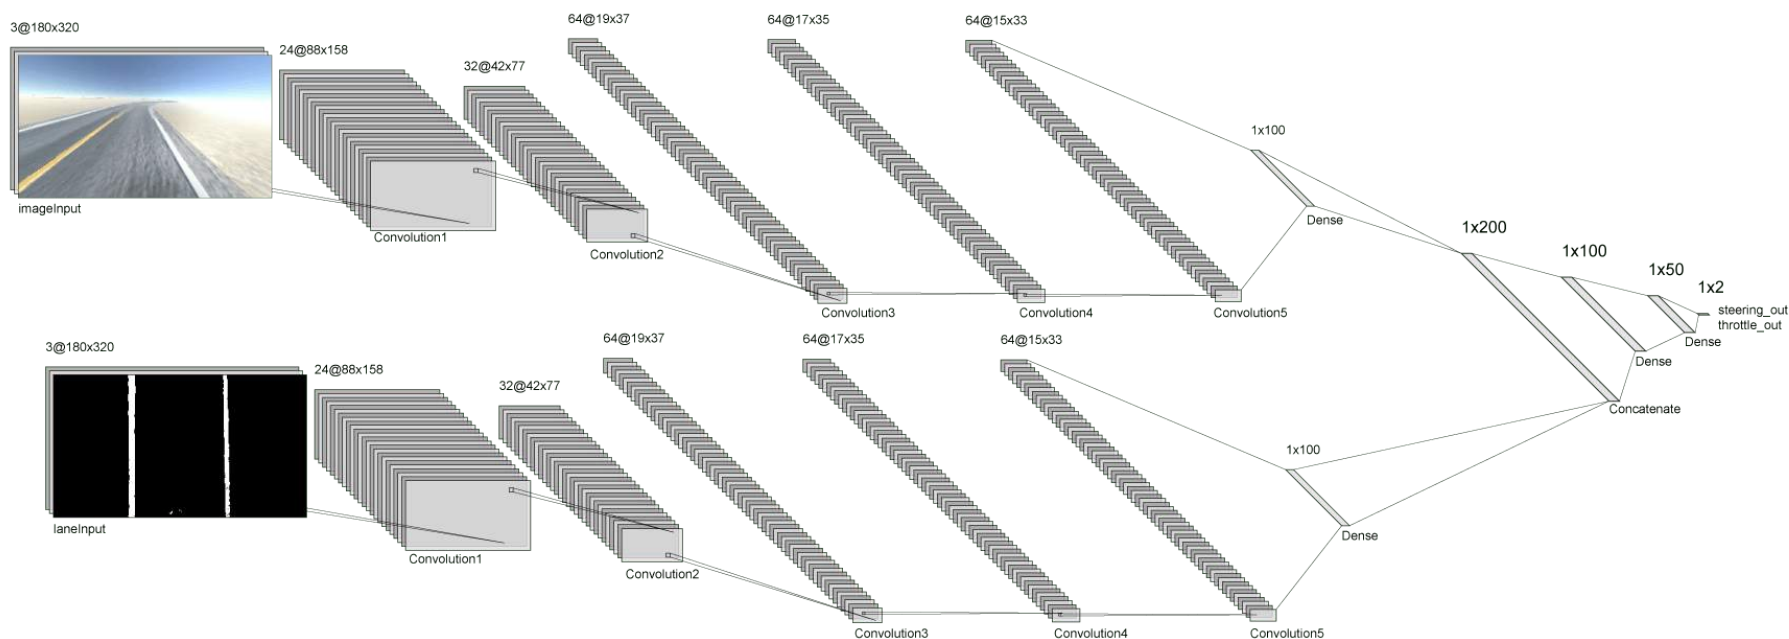 3@180x320
24@88x158
32@42x77
64@19x37
64@17x35
64@15x33
1x100
imageInput
Convolution1
Convolution2
Convolution3
Convolution4
Convolution5
Dense
1x200
1x100
1x50
1x2
steering_out
throttle_out
Dense
Dense
Concatenate
3@180x320
24@88x158
32@42x77
64@19x37
64@17x35
64@15x33
1x100
laneInput
Convolution1
Convolution2
Convolution3
Convolution4
Convolution5
Dense